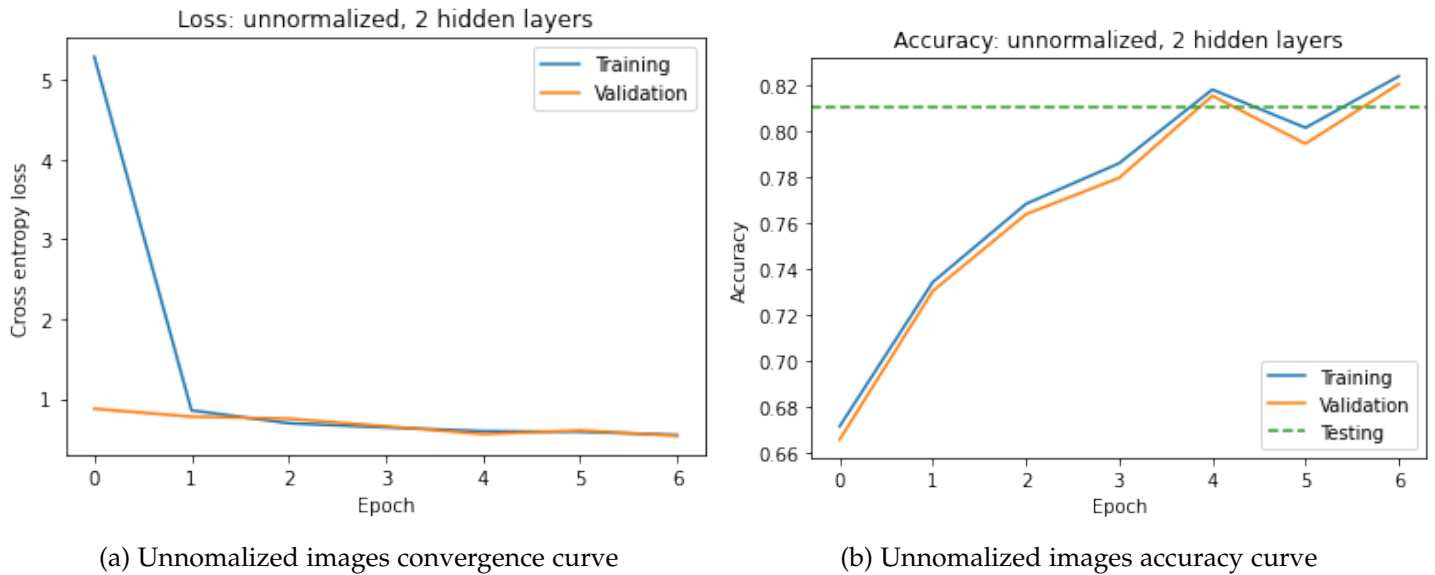 Loss: unnormalized, 2 hidden layers
Training
Validation
5
4
3
2
1
Cross entropy loss
0 1 2 3 4 5 6
Epoch
(a) Unnomalized images convergence curve
Accuracy: unnormalized, 2 hidden layers
0.82
0.80
0.78
0.76
0.74
0.72
0.70
0.68
0.66
Accuracy
Training
Validation
Testing
0 1 2 3 4 5 6
Epoch
(b) Unnomalized images accuracy curve